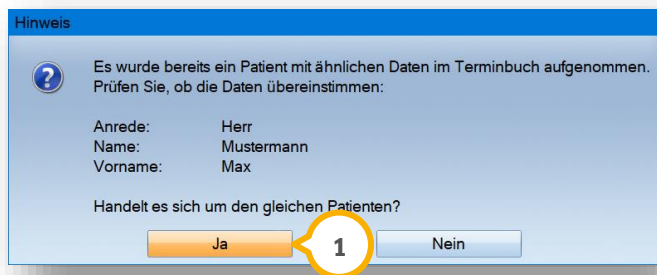 Hinweis
Es wurde bereits ein Patient mit ähnlichen Daten im Terminbuch aufgenommen.
Prüfen Sie, ob die Daten übereinstimmen:
Anrede: Herr
Name: Mustermann
Vorname: Max
Handelt es sich um den gleichen Patienten?
Ja 1 Nein